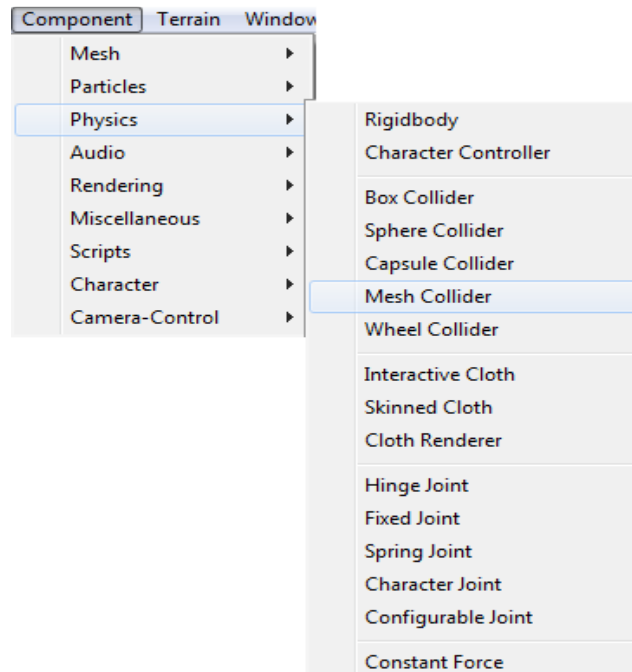 Component Terrain Window
Mesh
Particles
Physics
Audio
Rendering
Miscellaneous
Scripts
Character
Camera-Control
Rigidbody
Character Controller
Box Collider
Sphere Collider
Capsule Collider
Mesh Collider
Wheel Collider
Interactive Cloth
Skinned Cloth
Cloth Renderer
Hinge Joint
Fixed Joint
Spring Joint
Character Joint
Configurable Joint
Constant Force